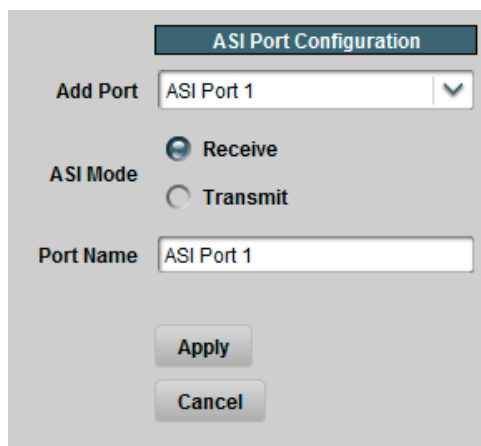 ASI Port Configuration
Add Port ASI Port 1
Receive
ASI Mode
Transmit
Port Name ASI Port 1
Apply
Cancel